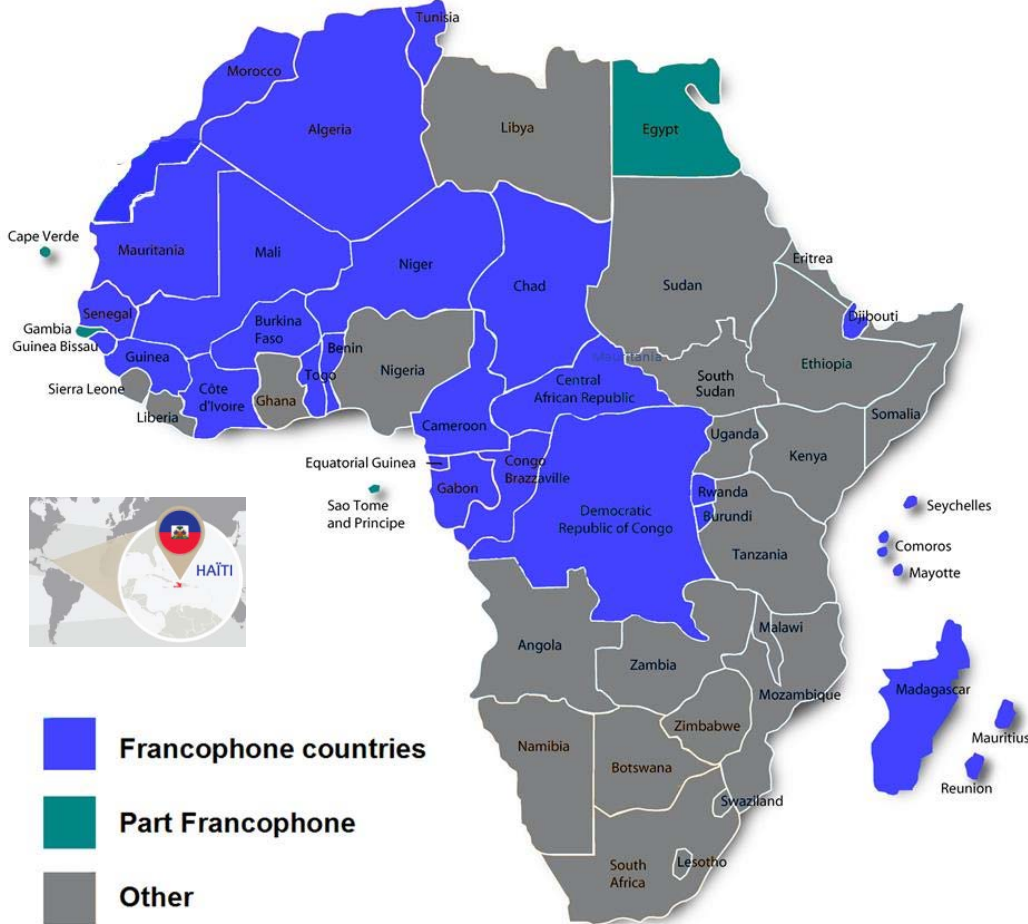 Tunisia
Morocco
Algeria
Libya
Egypt
Cape Verde
Mauritania
Mali
Niger
Chad
Sudan
Eritrea
Senegal
Gambia
Guinea Bissau
Burkina
Faso
Djibouti
Guinea
Benin
Togo
Nigeria
Mauritania
Ethiopia
Sierra Leone
Côte
d'Ivoire
Ghana
Central
African Republic
South
Sudan
Liberia
Somalia
Cameroon
Uganda
Kenya
Equatorial Guinea
Congo
Brazzaville
Gabon
Rwanda
Burundi
Sao Tome
and Principe
Democratic
Republic of Congo
Seychelles
Comoros
Mayotte
Tanzania
HAÏTI
Malawi
Angola
Zambia
Mozambique
Madagascar
Zimbabwe
Mauritius
Namibia
Botswana
Reunion
Swaziland
Lesotho
South
Africa
Francophone countries
Part Francophone
Other